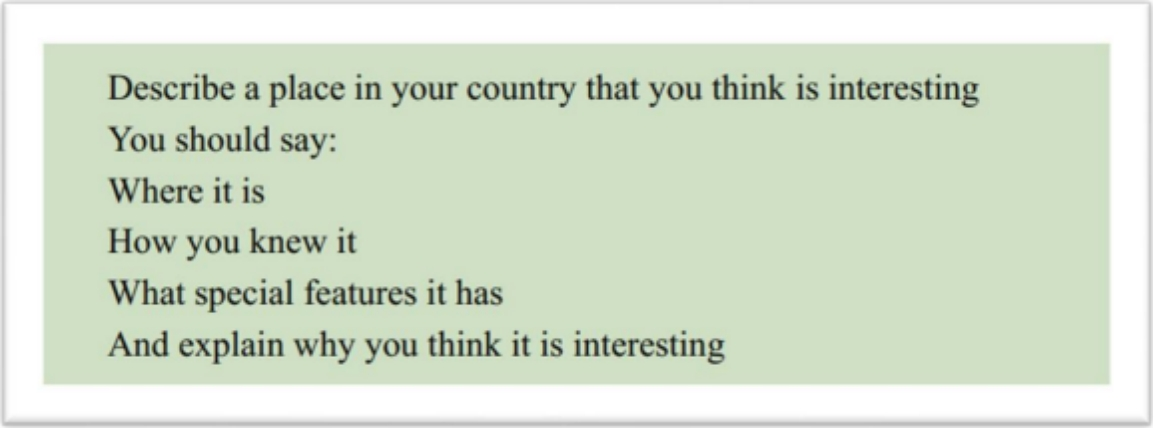 Describe a place in your country that you think is interesting
You should say:
Where it is
How you knew it
What special features it has
And explain why you think it is interesting